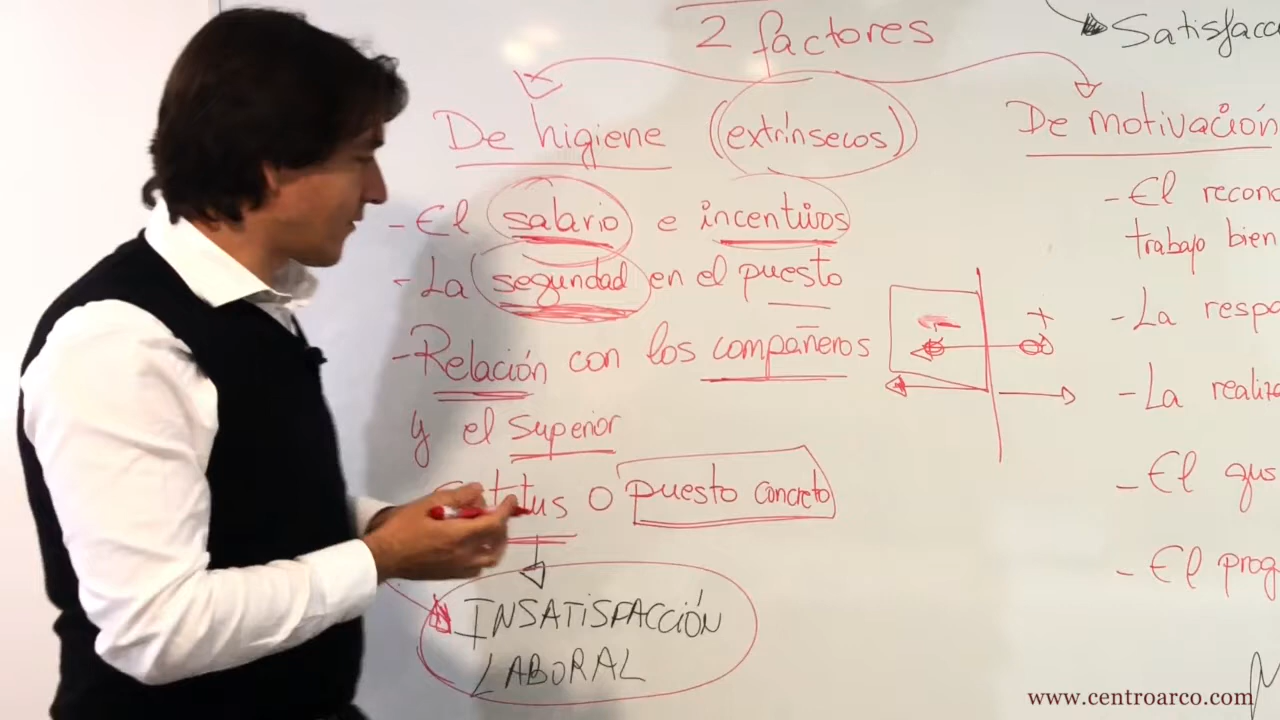 2 factores
Satisfacc
De higiene (extrínsecos)
- El salario e incentivos
- La seguridad en el puesto
- Relación con los compañeros
y el superior
tus o puesto concreto
INSATISFACCIÓN
LABORAL
- +
De motivación
- El recono
trabajo bien
- La respo
- La realiza
- El gus
- El prog
www.centroarco.com